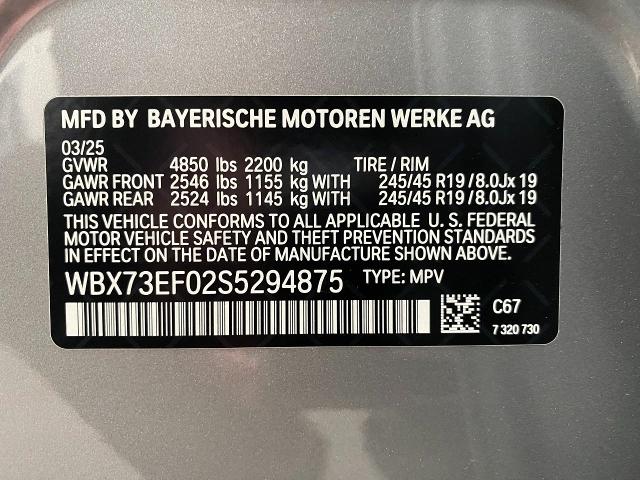 MFD BY BAYERISCHE MOTOREN WERKE AG
03/25
GVWR 4850 lbs 2200 kg TIRE / RIM
GAWR FRONT 2546 lbs 1155 kg WITH 245/45 R19 / 8.0Jx 19
GAWR REAR 2524 lbs 1145 kg WITH 245/45 R19 / 8.0Jx 19
THIS VEHICLE CONFORMS TO ALL APPLICABLE U. S. FEDERAL
MOTOR VEHICLE SAFETY AND THEFT PREVENTION STANDARDS
IN EFFECT ON THE DATE OF MANUFACTURE SHOWN ABOVE.
WBX73EF02S5294875 TYPE: MPV
C67
7 320 730